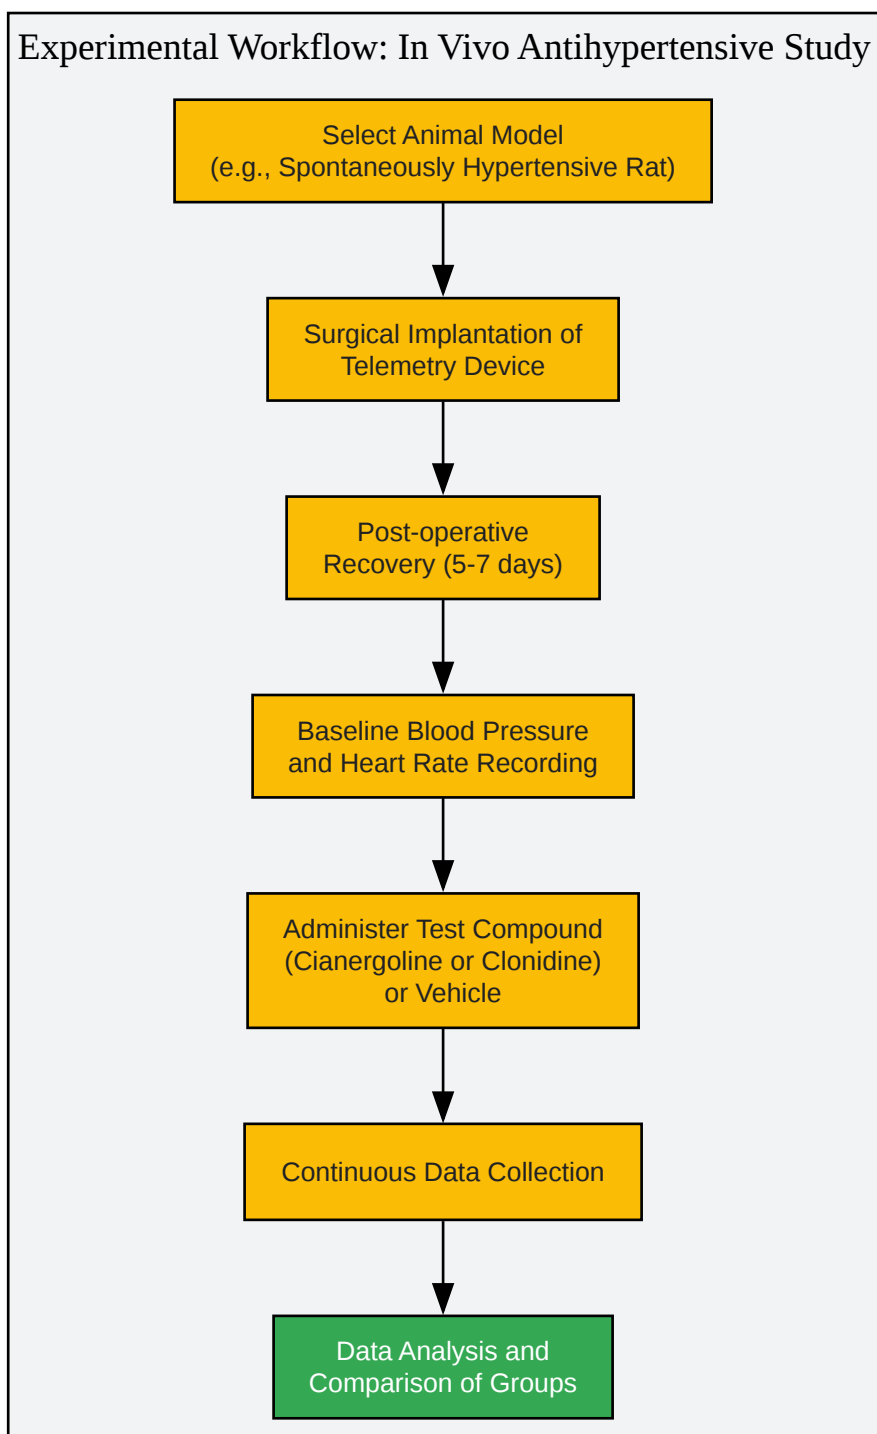 Experimental Workflow: In Vivo Antihypertensive Study
Select Animal Model
(e.g., Spontaneously Hypertensive Rat)
Surgical Implantation of
Telemetry Device
Post-operative
Recovery (5-7 days)
Baseline Blood Pressure
and Heart Rate Recording
Administer Test Compound
(Cianergoline or Clonidine)
or Vehicle
Continuous Data Collection
Data Analysis and
Comparison of Groups